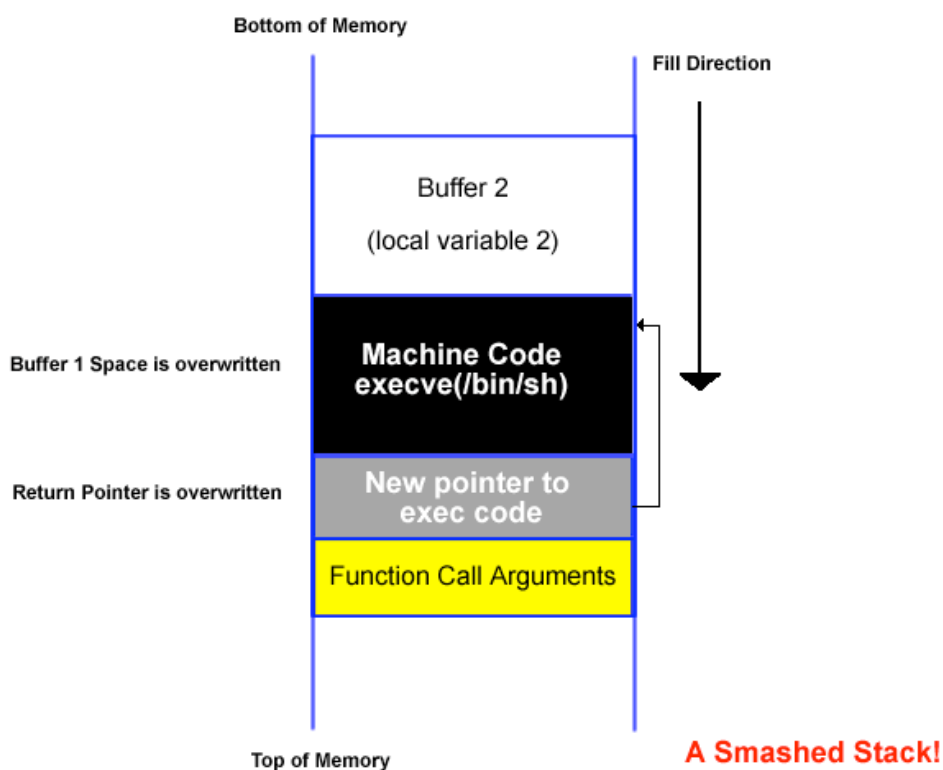 Bottom of Memory
Fill Direction
Buffer 2
(local variable 2)
Buffer 1 Space is overwritten
Machine Code
execve(/bin/sh)
Return Pointer is overwritten
New pointer to
exec code
Function Call Arguments
Top of Memory
A Smashed Stack!